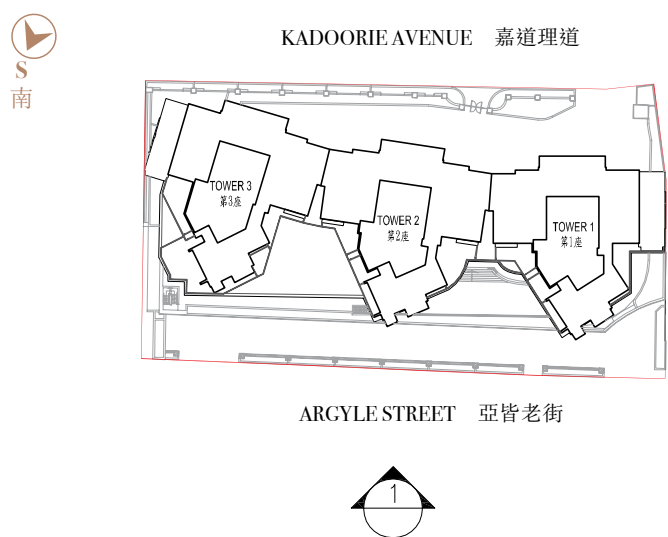 KADOORIE AVENUE 嘉道理道
S
南
TOWER 3
第3座
TOWER 2
第2座
TOWER 1
第1座
ARGYLE STREET 亞皆老街
1